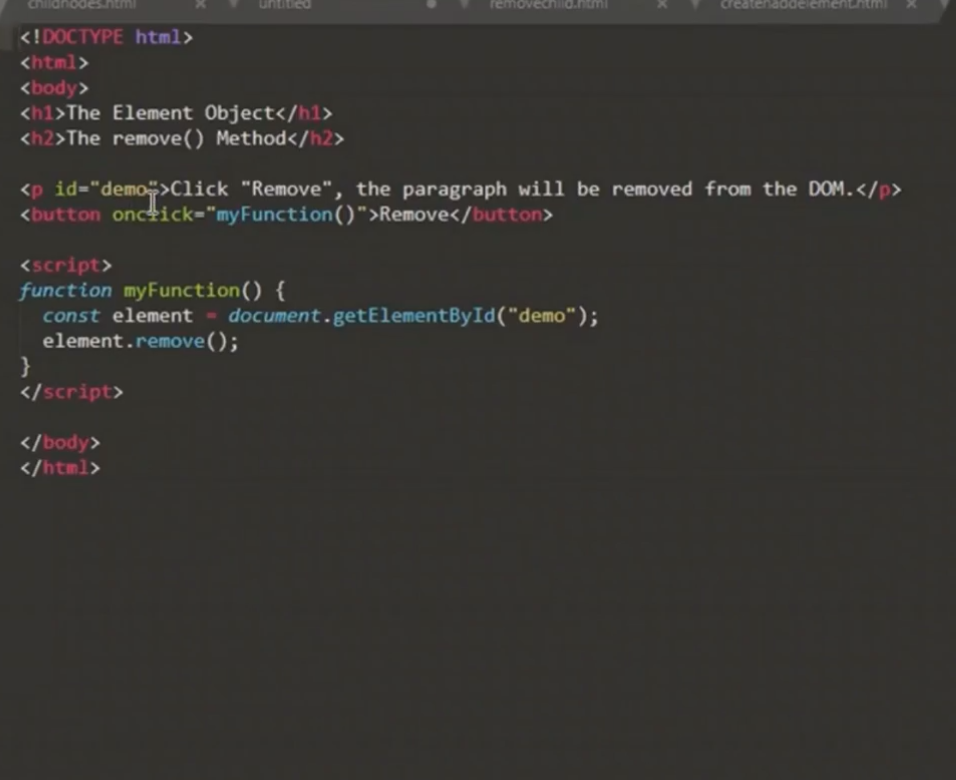 childnodes.html × untitled • removechild.html × createnaddelement.html ×
<!DOCTYPE html>
<html>
<body>
<h1>The Element Object</h1>
<h2>The remove() Method</h2>
<p id="demo">Click "Remove", the paragraph will be removed from the DOM.</p>
<button onclick="myFunction()">Remove</button>
<script>
function myFunction() {
  const element = document.getElementById("demo");
  element.remove();
}
</script>
</body>
</html>